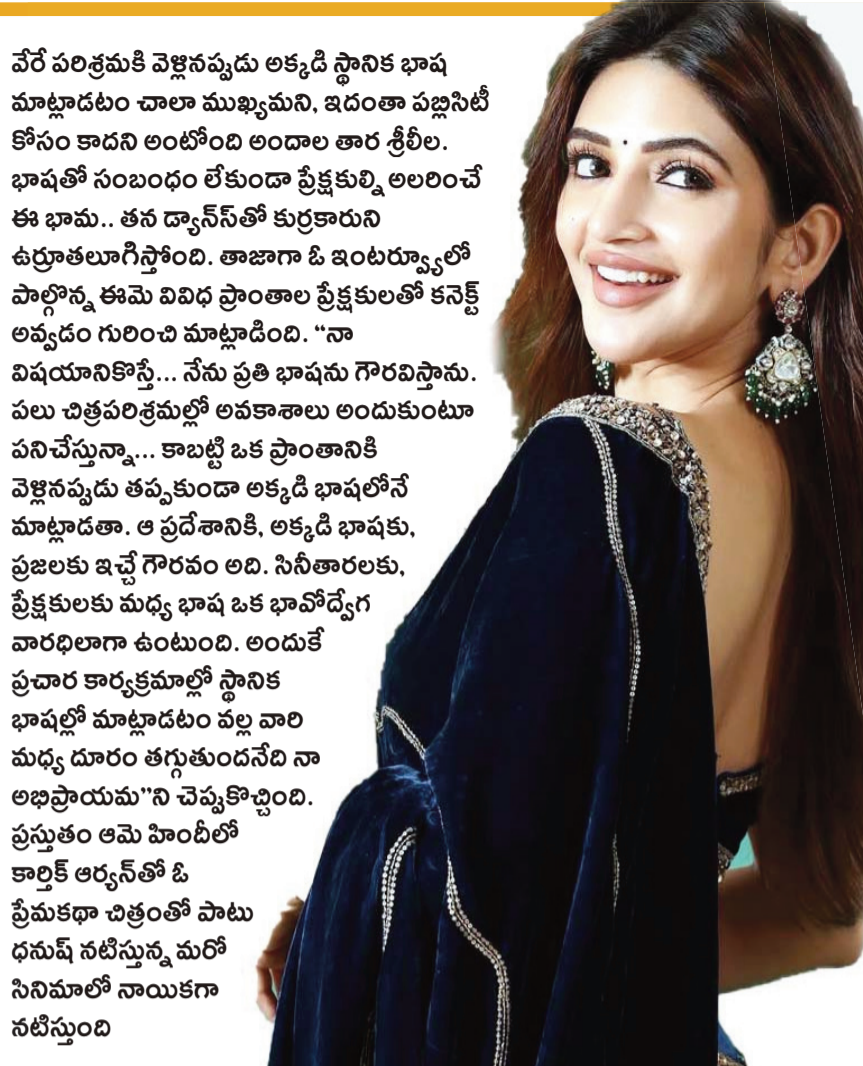 వేరే పరిశ్రమకి వెళ్లినప్పుడు అక్కడి స్థానిక భాష
మాట్లాడటం చాలా ముఖ్యమని, ఇదంతా పబ్లిసిటీ
కోసం కాదని అంటోంది అందాల తార శ్రీలీల.
భాషతో సంబంధం లేకుండా ప్రేక్షకుల్ని అలరించే
ఈ భామ.. తన డ్యాన్స్‌తో కుర్రకారుని
ఉర్రూతలూగిస్తోంది. తాజాగా ఓ ఇంటర్వ్యూలో
పాల్గొన్న ఈమె వివిధ ప్రాంతాల ప్రేక్షకులతో కనెక్ట్
అవ్వడం గురించి మాట్లాడింది. “నా
విషయానికొస్తే... నేను ప్రతి భాషను గౌరవిస్తాను.
పలు చిత్రపరిశ్రమల్లో అవకాశాలు అందుకుంటూ
పనిచేస్తున్నా... కాబట్టి ఒక ప్రాంతానికి
వెళ్లినప్పుడు తప్పకుండా అక్కడి భాషలోనే
మాట్లాడతా. ఆ ప్రదేశానికి, అక్కడి భాషకు,
ప్రజలకు ఇచ్చే గౌరవం అది. సినీతారలకు,
ప్రేక్షకులకు మధ్య భాష ఒక భావోద్వేగ
వారధిలాగా ఉంటుంది. అందుకే
ప్రచార కార్యక్రమాల్లో స్థానిక
భాషల్లో మాట్లాడటం వల్ల వారి
మధ్య దూరం తగ్గుతుందనేది నా
అభిప్రాయమ”ని చెప్పుకొచ్చింది.
ప్రస్తుతం ఆమె హిందీలో
కార్తిక్ ఆర్యన్‌తో ఓ
ప్రేమకథా చిత్రంతో పాటు
ధనుష్ నటిస్తున్న మరో
సినిమాలో నాయికగా
నటిస్తుంది